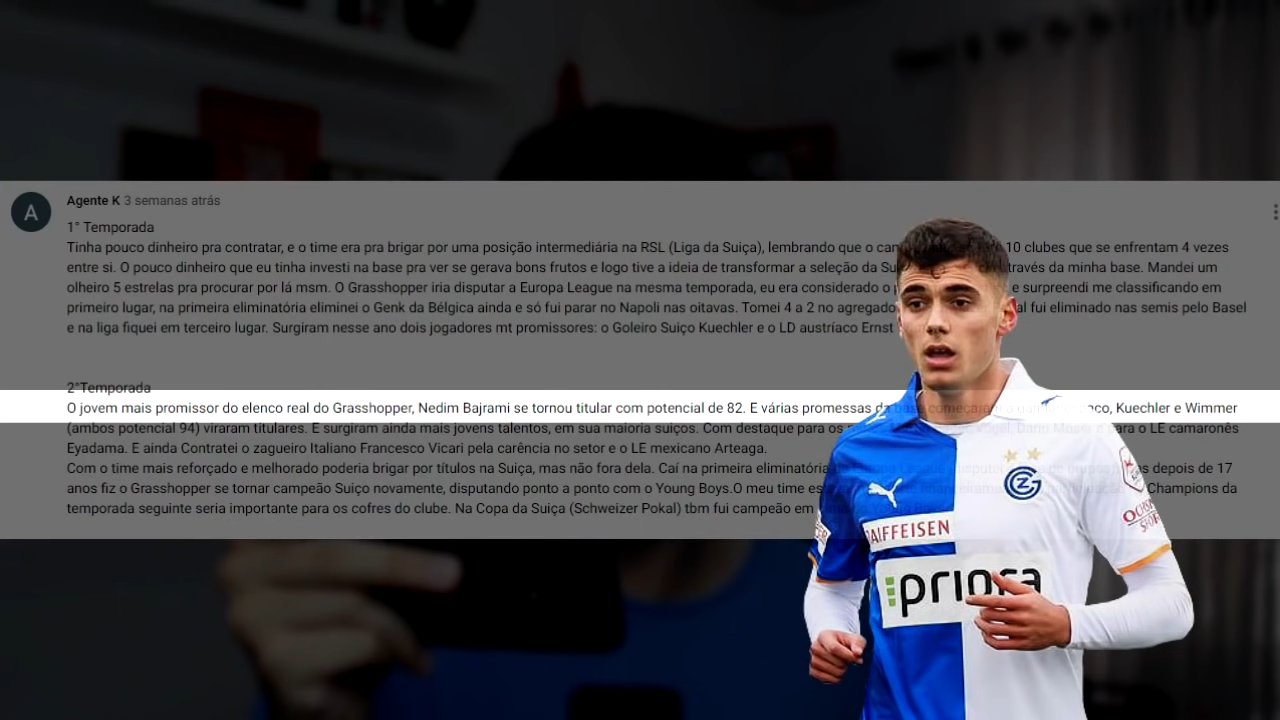 A
Agente K 3 semanas atrás
1° Temporada
Tinha pouco dinheiro pra contratar, e o time era pra brigar por uma posição intermediária na RSL (Liga da Suiça), lembrando que o 10 clubes que se enfrentam 4 vezes
entre si. O pouco dinheiro que eu tinha investi na base pra ver se gerava bons frutos e logo tive a ideia de transformar a seleção da través da minha base. Mandei um
olheiro 5 estrelas pra procurar por lá msm. O Grasshopper iria disputar a Europa League na mesma temporada, eu era considerado o e surpreendi me classificando em
primeiro lugar, na primeira eliminatória eliminei o Genk da Bélgica ainda e só fui parar no Napoli nas oitavas. Tomei 4 a 2 no agregado fui eliminado nas semis pelo Basel
e na liga fiquei em terceiro lugar. Surgiram nesse ano dois jogadores mt promissores: o Goleiro Suiço Kuechler e o LD austríaco Ernst
2°Temporada
O jovem mais promissor do elenco real do Grasshopper, Nedim Bajrami se tornou titular com potencial de 82. E várias promessas da base começaram a , Kuechler e Wimmer
(ambos potencial 94) viraram titulares. E surgiram ainda mais jovens talentos, em sua maioria suiços. Com destaque para os para o LE camaronês
Eyadama. E ainda Contratei o zagueiro Italiano Francesco Vicari pela carência no setor e o LE mexicano Arteaga.
Com o time mais reforçado e melhorado poderia brigar por títulos na Suiça, mas não fora dela. Caí na primeira eliminatória depois de 17
anos fiz o Grasshopper se tornar campeão Suiço novamente, disputando ponto a ponto com o Young Boys.O meu time Champions da
temporada seguinte seria importante para os cofres do clube. Na Copa da Suiça (Schweizer Pokal) tbm fui campeão em
GC
RAIFFEISEN
priora